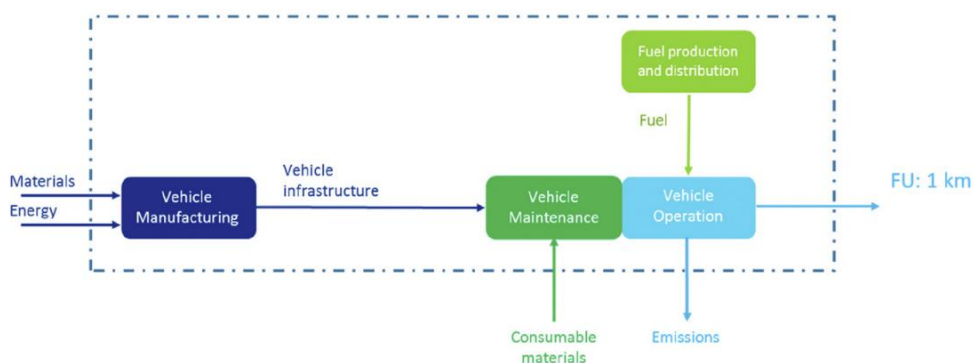 Fuel production
and distribution
Fuel
Materials
Energy
Vehicle
Manufacturing
Vehicle
infrastructure
Vehicle
Maintenance
Vehicle
Operation
FU: 1 km
Consumable
materials
Emissions